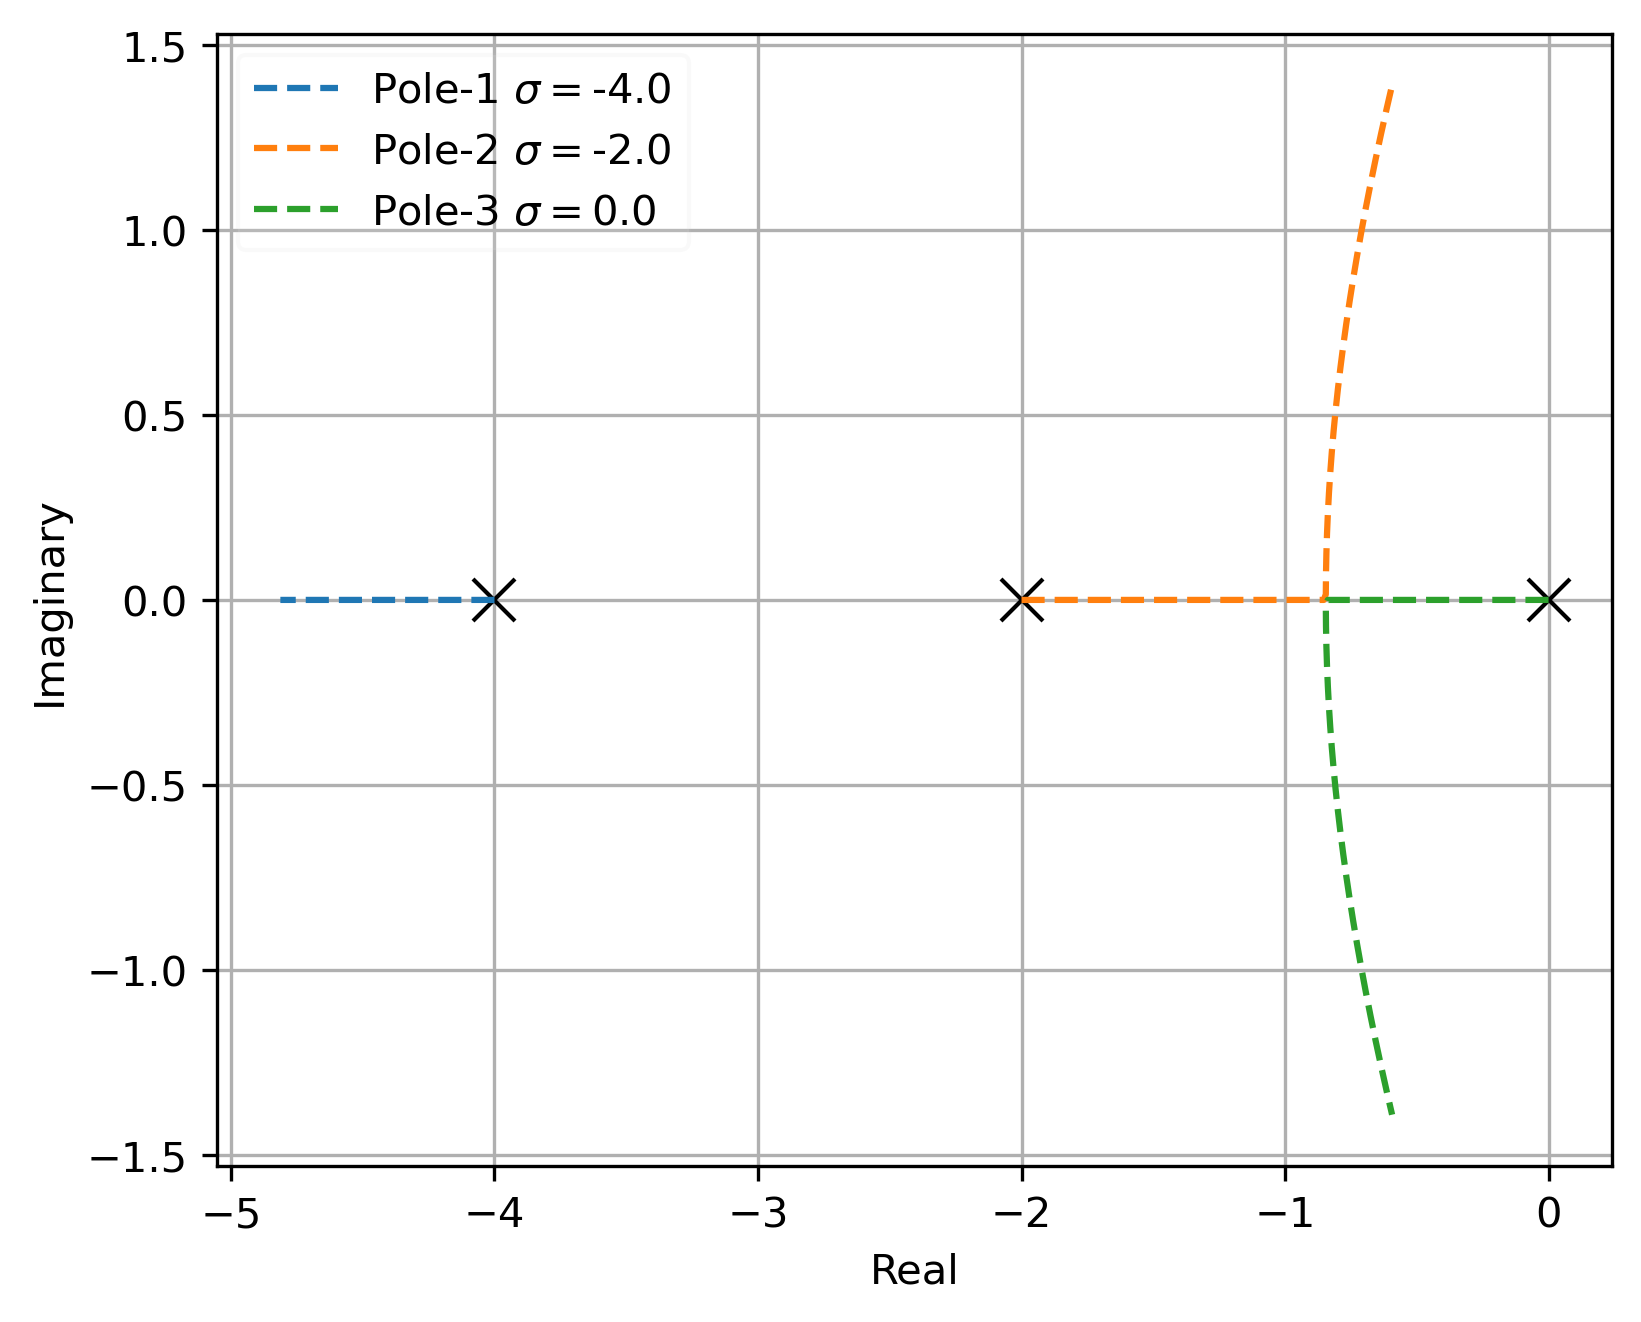 1.5
1.0
0.5
0.0
−0.5
−1.0
−1.5
Imaginary
Pole-1 σ = -4.0
Pole-2 σ = -2.0
Pole-3 σ = 0.0
−5 −4 −3 −2 −1 0
Real